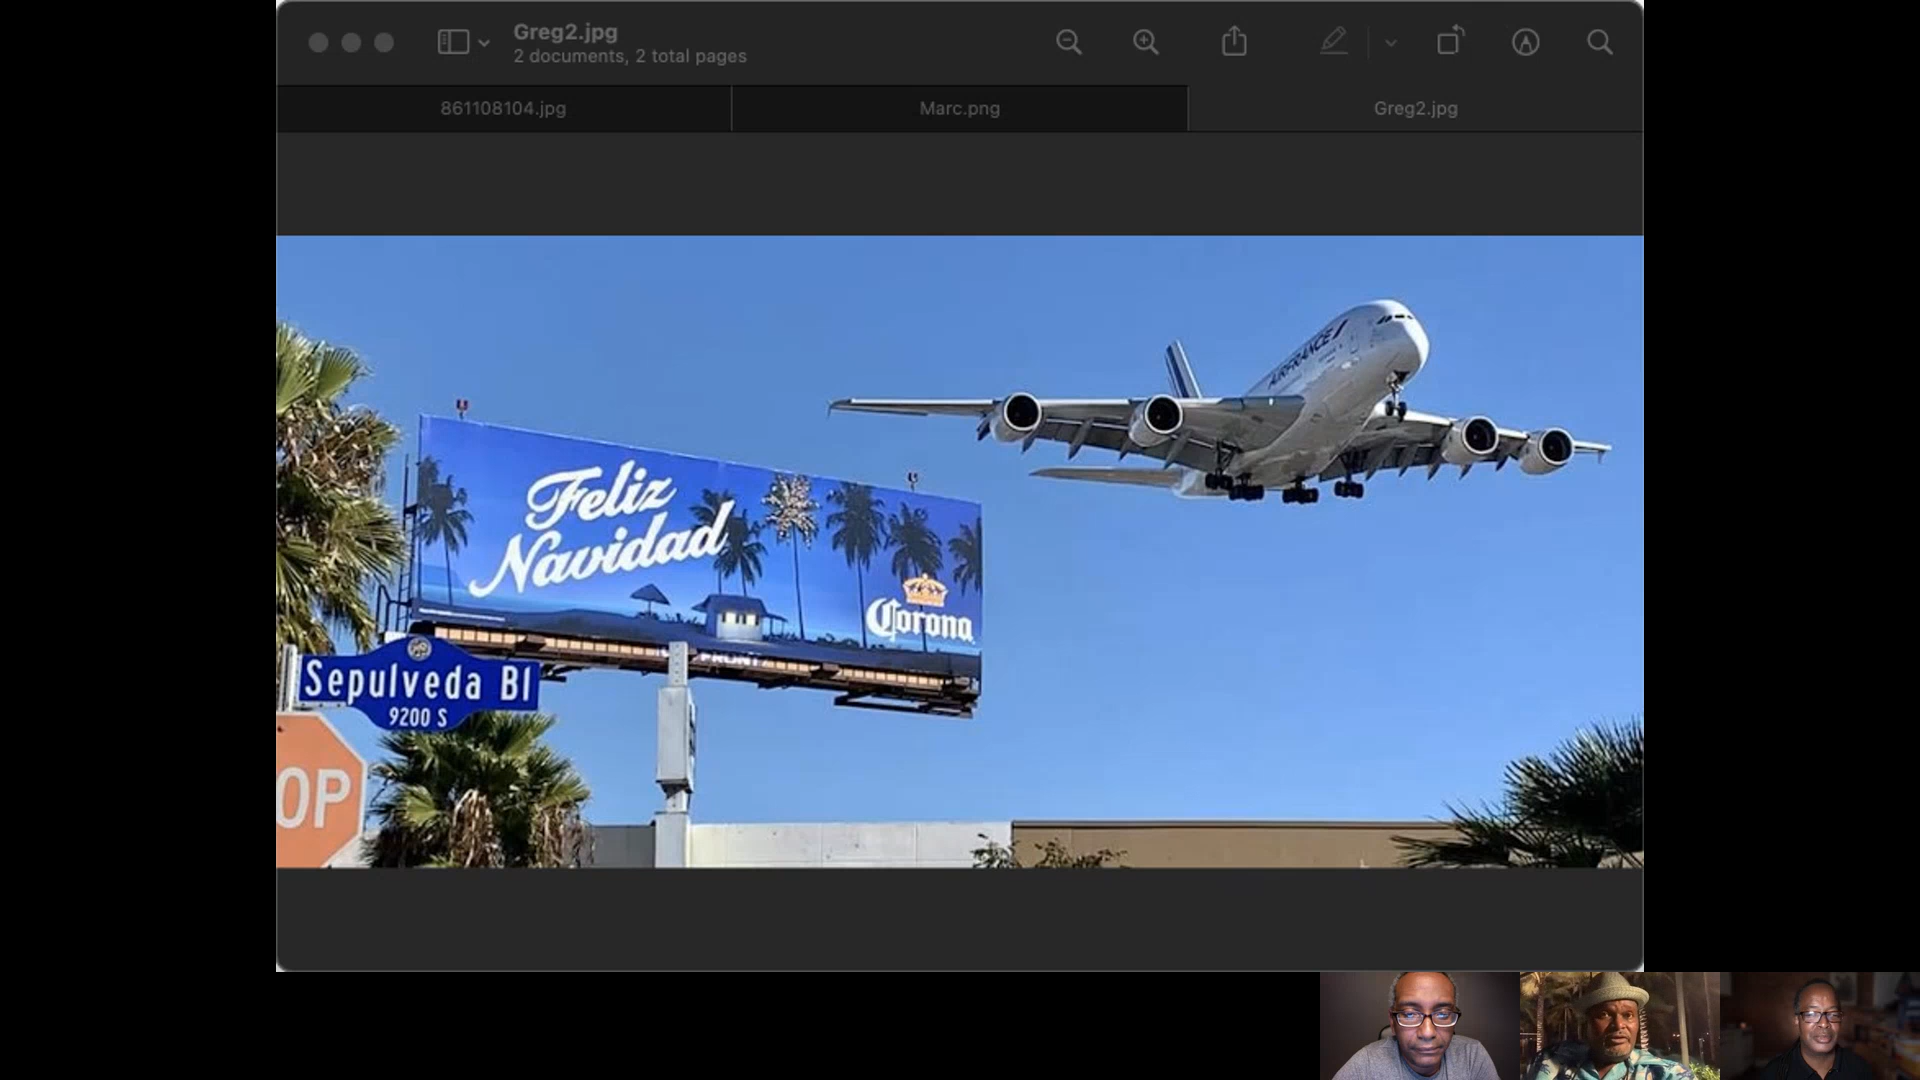 Greg2.jpg
2 documents, 2 total pages
861108104.jpg
Marc.png
Greg2.jpg
AIRFRANCE
Feliz
Navidad
Corona
Sepulveda Bl
9200 S
OP